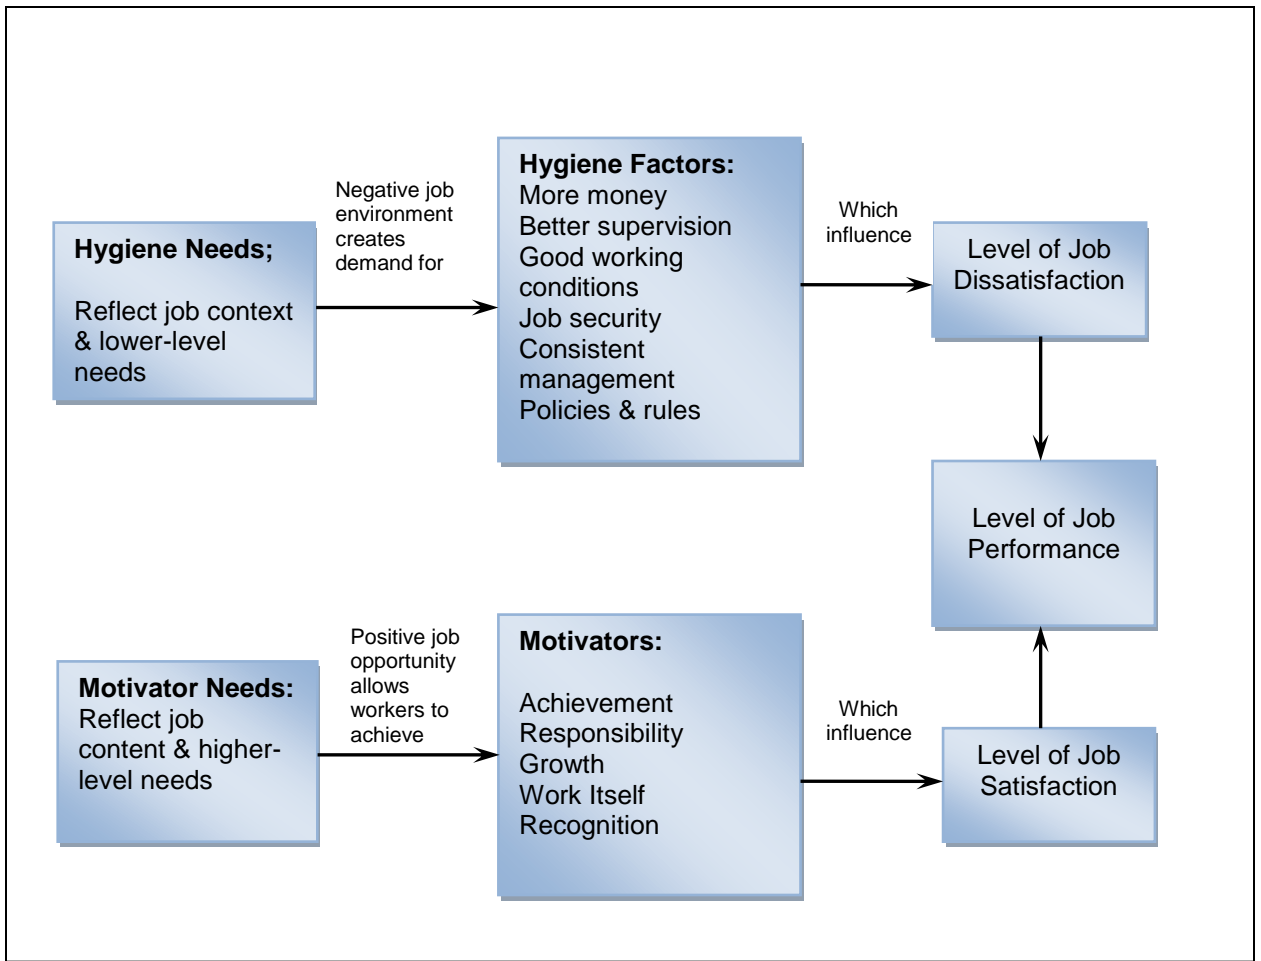 Hygiene Needs;
Reflect job context
& lower-level
needs
Negative job
environment
creates
demand for
Hygiene Factors:
More money
Better supervision
Good working
conditions
Job security
Consistent
management
Policies & rules
Which
influence
Level of Job
Dissatisfaction
Level of Job
Performance
Motivator Needs:
Reflect job
content & higher-
level needs
Positive job
opportunity
allows
workers to
achieve
Motivators:
Achievement
Responsibility
Growth
Work Itself
Recognition
Which
influence
Level of Job
Satisfaction